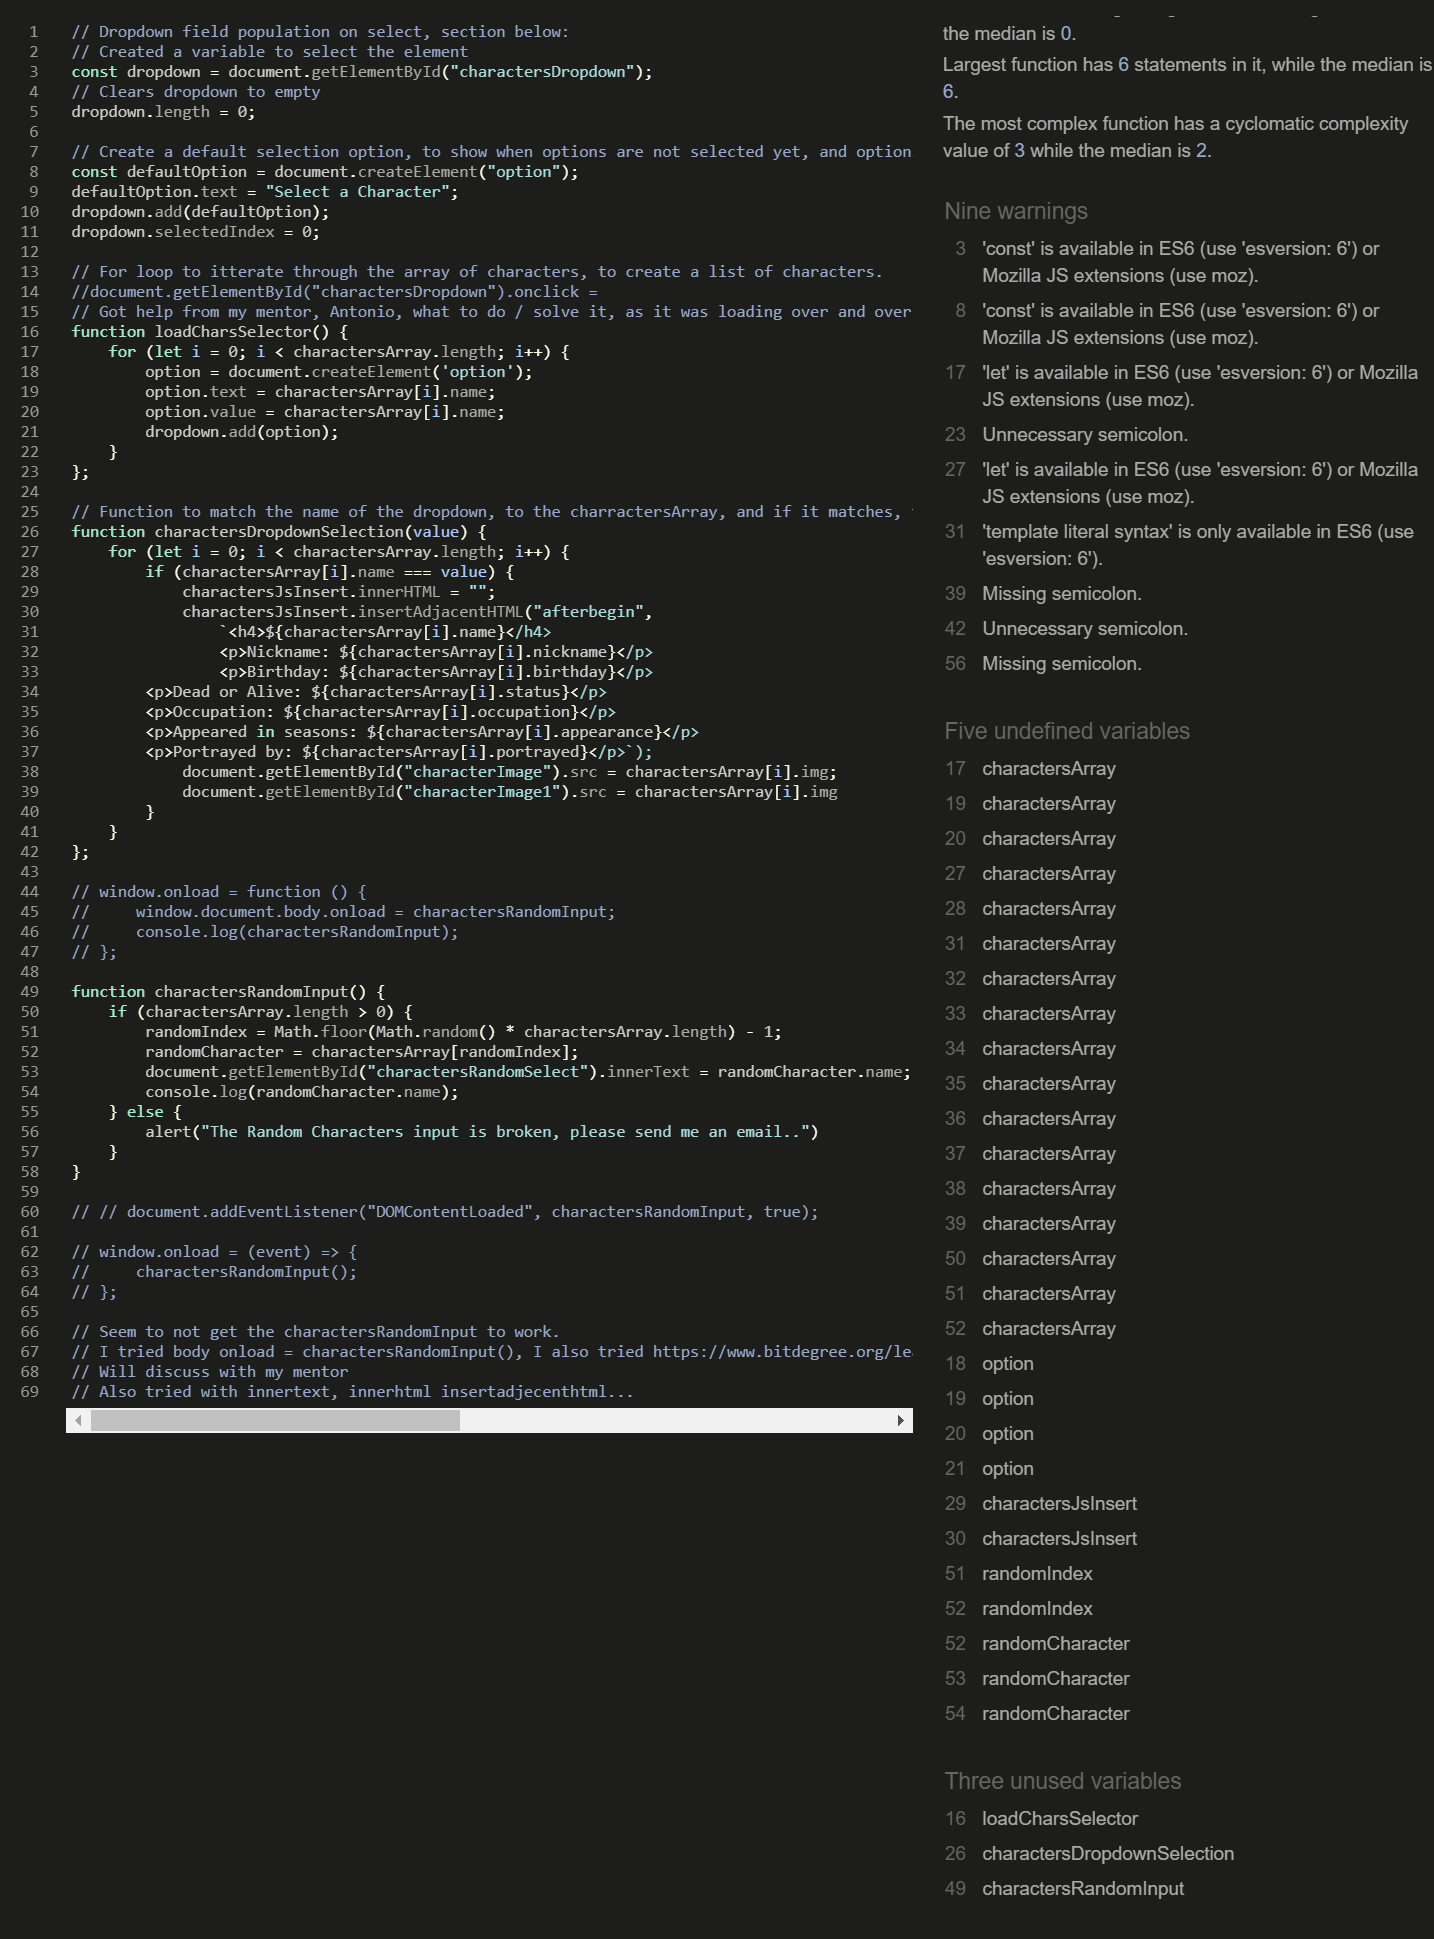 1 // Dropdown field population on select, section below:
2 // Created a variable to select the element
3 const dropdown = document.getElementById("charactersDropdown");
4 // Clears dropdown to empty
5 dropdown.length = 0;
6
7 // Create a default selection option, to show when options are not selected yet, and option
8 const defaultOption = document.createElement("option");
9 defaultOption.text = "Select a Character";
10 dropdown.add(defaultOption);
11 dropdown.selectedIndex = 0;
12
13 // For loop to itterate through the array of characters, to create a list of characters.
14 //document.getElementById("charactersDropdown").onclick =
15 // Got help from my mentor, Antonio, what to do / solve it, as it was loading over and over
16 function loadCharsSelector() {
17     for (let i = 0; i < charactersArray.length; i++) {
18         option = document.createElement('option');
19         option.text = charactersArray[i].name;
20         option.value = charactersArray[i].name;
21         dropdown.add(option);
22     }
23 };
24
25 // Function to match the name of the dropdown, to the charractersArray, and if it matches,
26 function charactersDropdownSelection(value) {
27     for (let i = 0; i < charactersArray.length; i++) {
28         if (charactersArray[i].name === value) {
29             charactersJsInsert.innerHTML = "";
30             charactersJsInsert.insertAdjacentHTML("afterbegin",
31                 `<h4>${charactersArray[i].name}</h4>
32                 <p>Nickname: ${charactersArray[i].nickname}</p>
33                 <p>Birthday: ${charactersArray[i].birthday}</p>
34         <p>Dead or Alive: ${charactersArray[i].status}</p>
35         <p>Occupation: ${charactersArray[i].occupation}</p>
36         <p>Appeared in seasons: ${charactersArray[i].appearance}</p>
37         <p>Portrayed by: ${charactersArray[i].portrayed}</p>`);
38             document.getElementById("characterImage").src = charactersArray[i].img;
39             document.getElementById("characterImage1").src = charactersArray[i].img
40         }
41     }
42 };
43
44 // window.onload = function () {
45 //     window.document.body.onload = charactersRandomInput;
46 //     console.log(charactersRandomInput);
47 // };
48
49 function charactersRandomInput() {
50     if (charactersArray.length > 0) {
51         randomIndex = Math.floor(Math.random() * charactersArray.length) - 1;
52         randomCharacter = charactersArray[randomIndex];
53         document.getElementById("charactersRandomSelect").innerText = randomCharacter.name;
54         console.log(randomCharacter.name);
55     } else {
56         alert("The Random Characters input is broken, please send me an email..")
57     }
58 }
59
60 // // document.addEventListener("DOMContentLoaded", charactersRandomInput, true);
61
62 // window.onload = (event) => {
63 //     charactersRandomInput();
64 // };
65
66 // Seem to not get the charactersRandomInput to work.
67 // I tried body onload = charactersRandomInput(), I also tried https://www.bitdegree.org/le
68 // Will discuss with my mentor
69 // Also tried with innertext, innerhtml insertadjecenthtml...
the median is 0.
Largest function has 6 statements in it, while the median is
6.
The most complex function has a cyclomatic complexity
value of 3 while the median is 2.
Nine warnings
3 'const' is available in ES6 (use 'esversion: 6') or
Mozilla JS extensions (use moz).
8 'const' is available in ES6 (use 'esversion: 6') or
Mozilla JS extensions (use moz).
17 'let' is available in ES6 (use 'esversion: 6') or Mozilla
JS extensions (use moz).
23 Unnecessary semicolon.
27 'let' is available in ES6 (use 'esversion: 6') or Mozilla
JS extensions (use moz).
31 'template literal syntax' is only available in ES6 (use
'esversion: 6').
39 Missing semicolon.
42 Unnecessary semicolon.
56 Missing semicolon.
Five undefined variables
17 charactersArray
19 charactersArray
20 charactersArray
27 charactersArray
28 charactersArray
31 charactersArray
32 charactersArray
33 charactersArray
34 charactersArray
35 charactersArray
36 charactersArray
37 charactersArray
38 charactersArray
39 charactersArray
50 charactersArray
51 charactersArray
52 charactersArray
18 option
19 option
20 option
21 option
29 charactersJsInsert
30 charactersJsInsert
51 randomIndex
52 randomIndex
52 randomCharacter
53 randomCharacter
54 randomCharacter
Three unused variables
16 loadCharsSelector
26 charactersDropdownSelection
49 charactersRandomInput